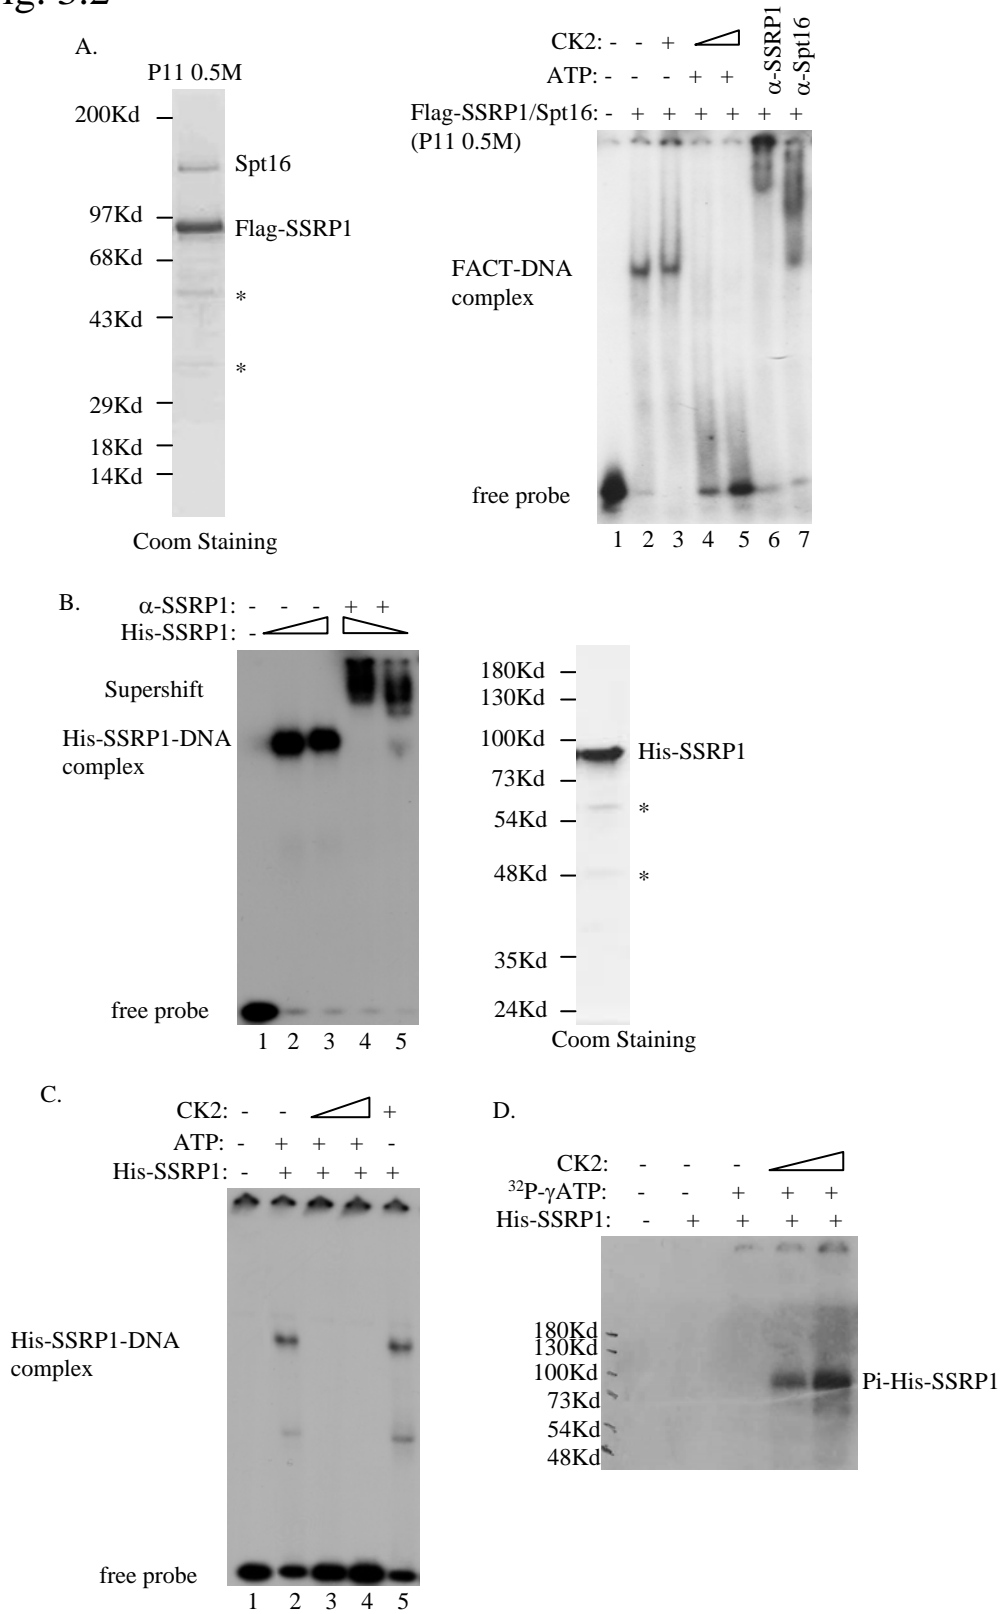 Fig. 3.2
A.
P11 0.5M
200Kd
Spt16
97Kd
Flag-SSRP1
68Kd
*
43Kd
*
29Kd
18Kd
14Kd
Coom Staining
CK2: - - +
α-SSRP1
α-Spt16
ATP: - - - + +
Flag-SSRP1/Spt16: - + + + + + +
(P11 0.5M)
FACT-DNA
complex
free probe
1 2 3 4 5 6 7
B.
α-SSRP1: - - - + +
His-SSRP1: -
Supershift
His-SSRP1-DNA
complex
free probe
1 2 3 4 5
180Kd
130Kd
100Kd
His-SSRP1
73Kd
*
54Kd
48Kd
*
35Kd
24Kd
Coom Staining
C.
CK2: - - +
ATP: - + + + -
His-SSRP1: - + + + +
His-SSRP1-DNA
complex
free probe
1 2 3 4 5
D.
CK2: - - -
³²P-γATP: - - + + +
His-SSRP1: - + + + +
180Kd
130Kd
100Kd
Pi-His-SSRP1
73Kd
54Kd
48Kd